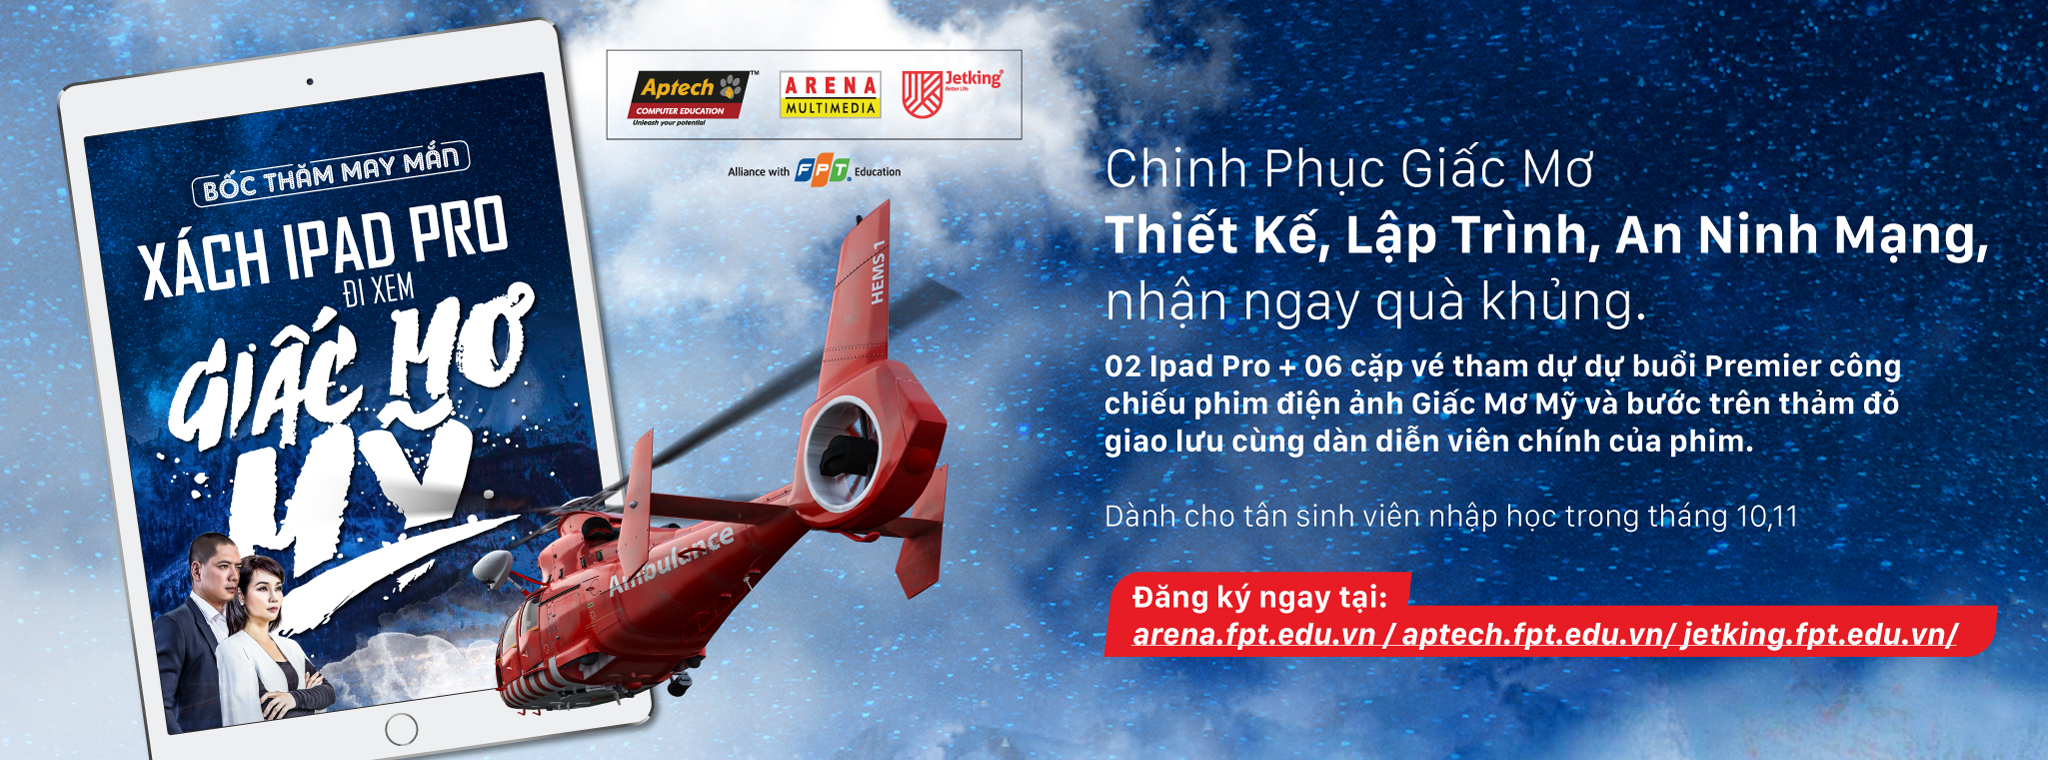 BỐC THĂM MAY MẮN
XÁCH IPAD PRO
ĐI XEM
GIẤC MƠ
MỸ
Aptech TM
COMPUTER EDUCATION
Unleash your potential
ARENA
MULTIMEDIA
Jetking®
Better Life
Alliance with FPT. Education
HEMS 1
Ambulance
Chinh Phục Giấc Mơ
Thiết Kế, Lập Trình, An Ninh Mạng,
nhận ngay quà khủng.
02 Ipad Pro + 06 cặp vé tham dự dự buổi Premier công
chiếu phim điện ảnh Giấc Mơ Mỹ và bước trên thảm đỏ
giao lưu cùng dàn diễn viên chính của phim.
Dành cho tân sinh viên nhập học trong tháng 10,11
Đăng ký ngay tại:
arena.fpt.edu.vn / aptech.fpt.edu.vn/ jetking.fpt.edu.vn/